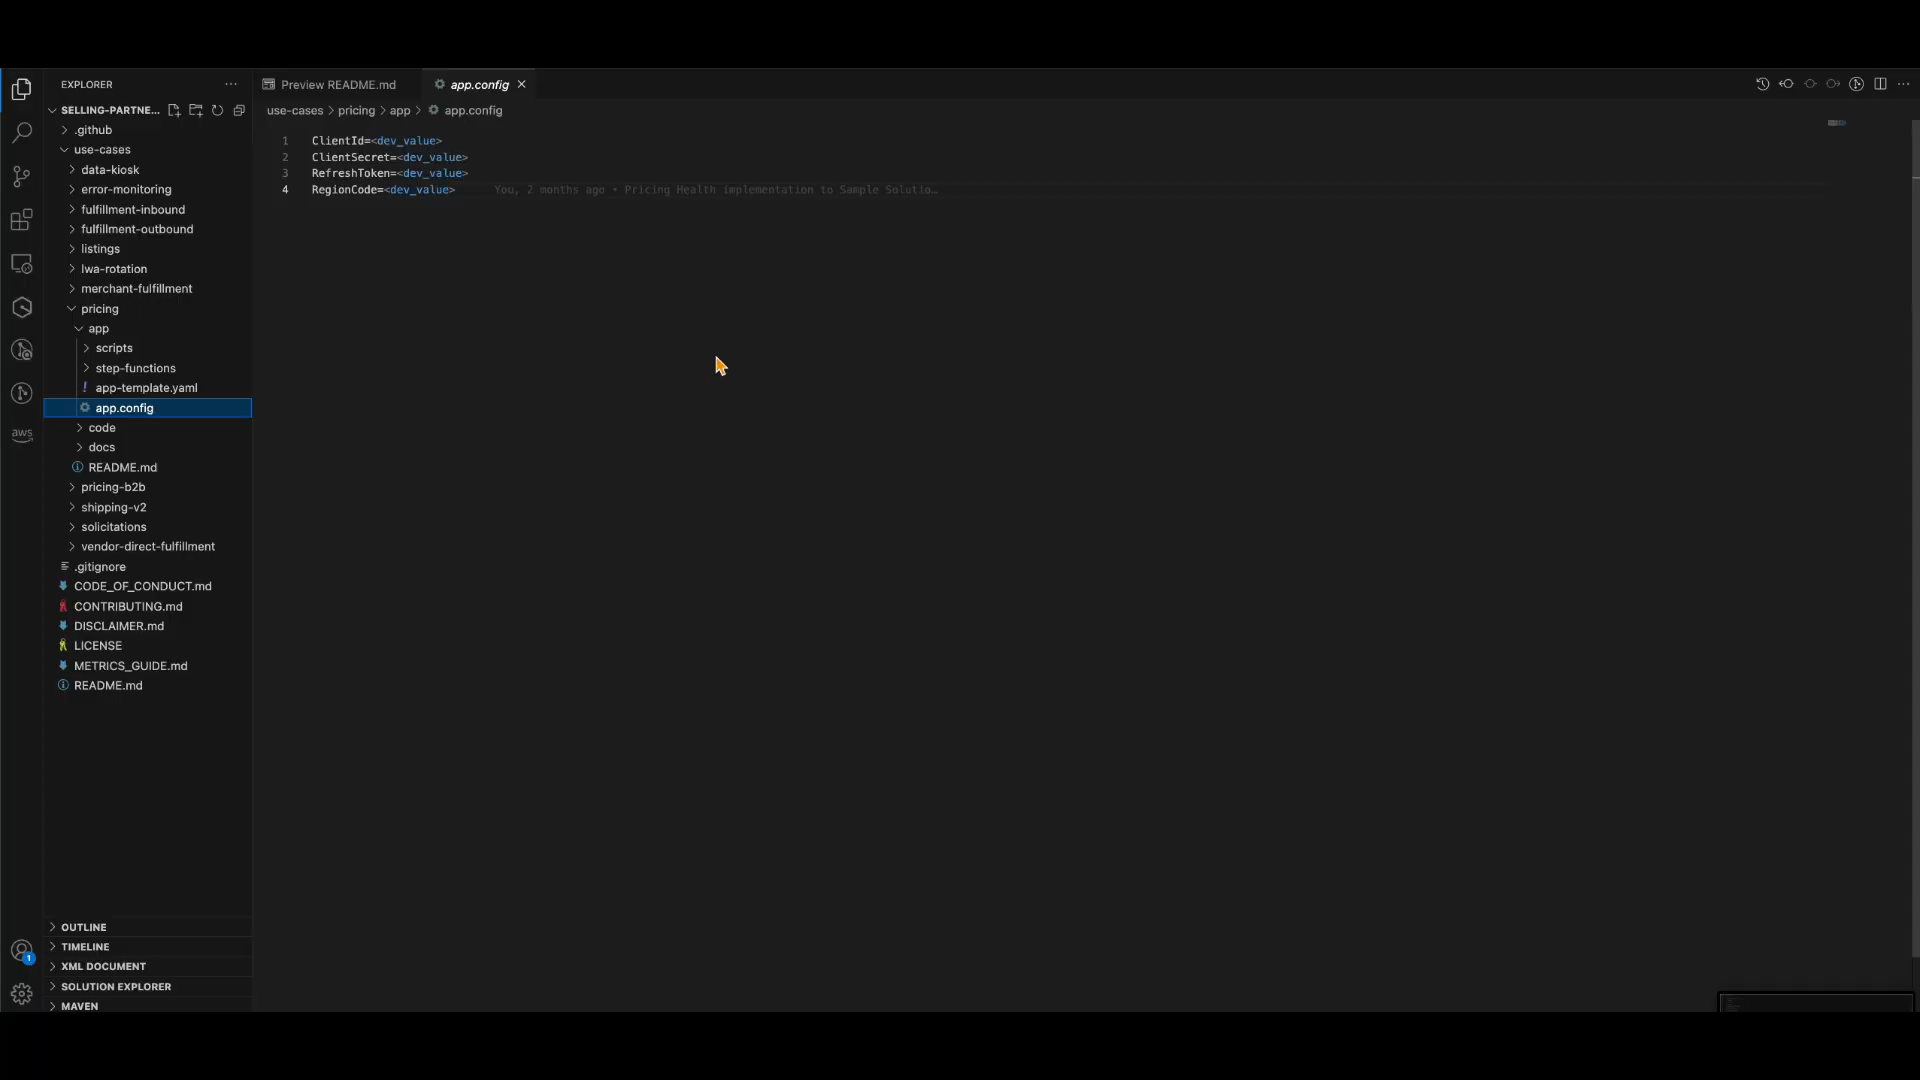 EXPLORER
SELLING-PARTNE...
.github
use-cases
data-kiosk
error-monitoring
fulfillment-inbound
fulfillment-outbound
listings
lwa-rotation
merchant-fulfillment
pricing
app
scripts
step-functions
! app-template.yaml
app.config
code
docs
README.md
pricing-b2b
shipping-v2
solicitations
vendor-direct-fulfillment
.gitignore
CODE_OF_CONDUCT.md
CONTRIBUTING.md
DISCLAIMER.md
LICENSE
METRICS_GUIDE.md
README.md
OUTLINE
TIMELINE
XML DOCUMENT
SOLUTION EXPLORER
MAVEN
aws
1
Preview README.md
app.config
use-cases > pricing > app > app.config
1 ClientId=<dev_value>
2 ClientSecret=<dev_value>
3 RefreshToken=<dev_value>
4 RegionCode=<dev_value> You, 2 months ago • Pricing Health implementation to Sample Solutio…